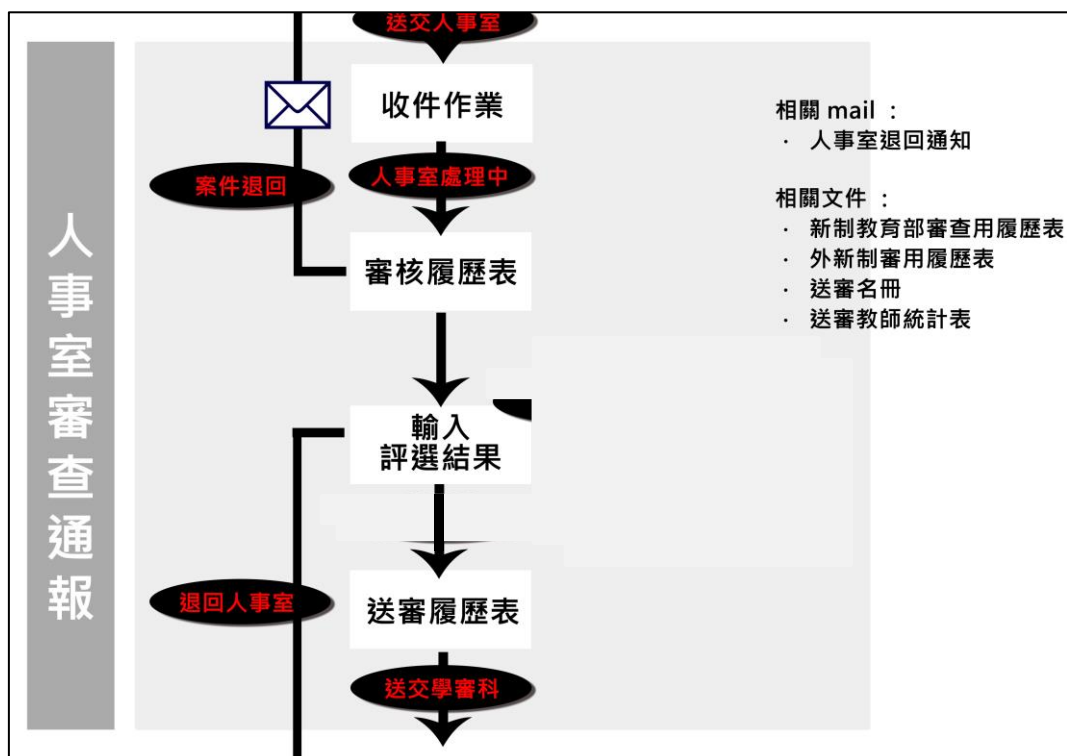 人事室審查通報
送交人事室
收件作業
人事室處理中
案件退回
審核履歷表
輸入
評選結果
退回人事室
送審履歷表
送交學審科
相關 mail :
· 人事室退回通知
相關文件 :
· 新制教育部審查用履歷表
· 外新制審用履歷表
· 送審名冊
· 送審教師統計表